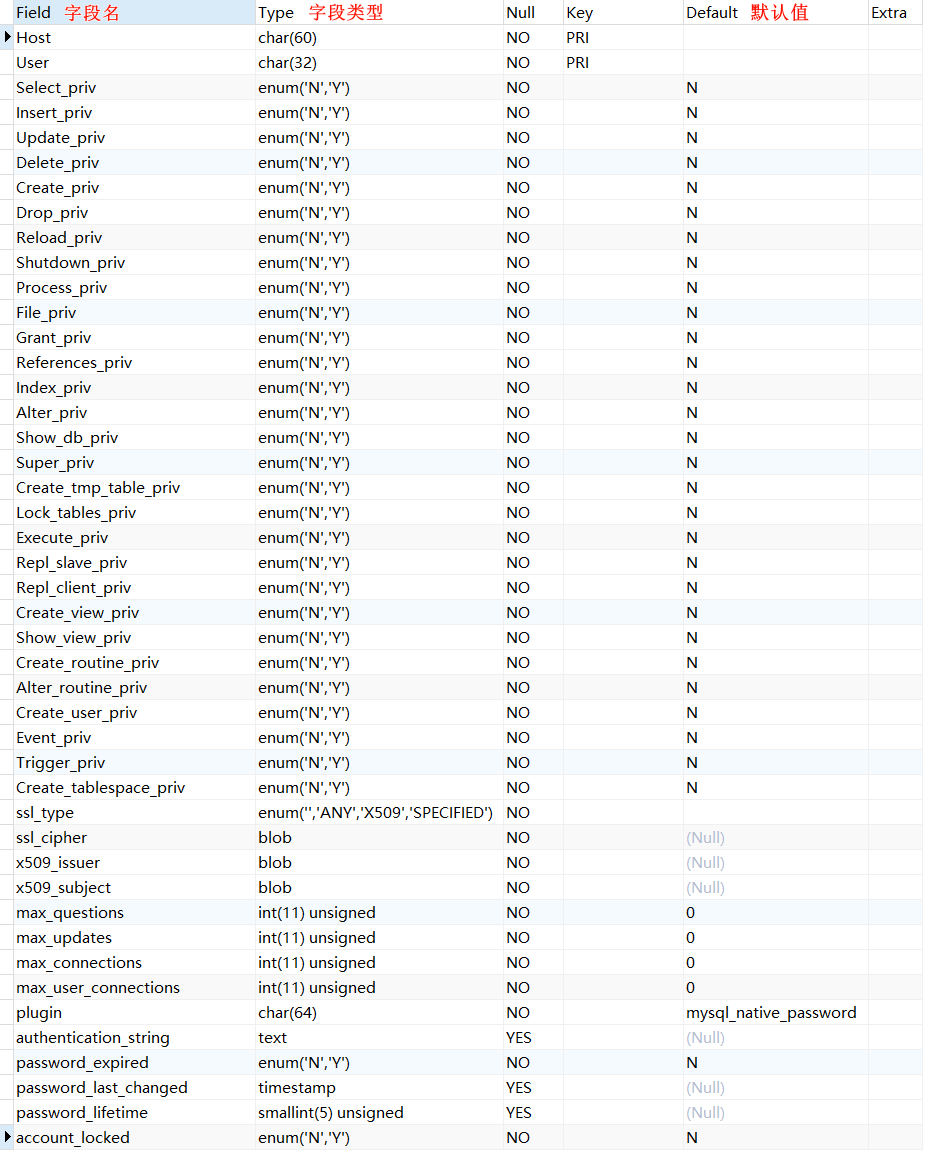 Field 字段名 Type 字段类型 Null Key Default 默认值 Extra
Host char(60) NO PRI
User char(32) NO PRI
Select_priv enum('N','Y') NO N
Insert_priv enum('N','Y') NO N
Update_priv enum('N','Y') NO N
Delete_priv enum('N','Y') NO N
Create_priv enum('N','Y') NO N
Drop_priv enum('N','Y') NO N
Reload_priv enum('N','Y') NO N
Shutdown_priv enum('N','Y') NO N
Process_priv enum('N','Y') NO N
File_priv enum('N','Y') NO N
Grant_priv enum('N','Y') NO N
References_priv enum('N','Y') NO N
Index_priv enum('N','Y') NO N
Alter_priv enum('N','Y') NO N
Show_db_priv enum('N','Y') NO N
Super_priv enum('N','Y') NO N
Create_tmp_table_priv enum('N','Y') NO N
Lock_tables_priv enum('N','Y') NO N
Execute_priv enum('N','Y') NO N
Repl_slave_priv enum('N','Y') NO N
Repl_client_priv enum('N','Y') NO N
Create_view_priv enum('N','Y') NO N
Show_view_priv enum('N','Y') NO N
Create_routine_priv enum('N','Y') NO N
Alter_routine_priv enum('N','Y') NO N
Create_user_priv enum('N','Y') NO N
Event_priv enum('N','Y') NO N
Trigger_priv enum('N','Y') NO N
Create_tablespace_priv enum('N','Y') NO N
ssl_type enum('','ANY','X509','SPECIFIED') NO
ssl_cipher blob NO (Null)
x509_issuer blob NO (Null)
x509_subject blob NO (Null)
max_questions int(11) unsigned NO 0
max_updates int(11) unsigned NO 0
max_connections int(11) unsigned NO 0
max_user_connections int(11) unsigned NO 0
plugin char(64) NO mysql_native_password
authentication_string text YES (Null)
password_expired enum('N','Y') NO N
password_last_changed timestamp YES (Null)
password_lifetime smallint(5) unsigned YES (Null)
account_locked enum('N','Y') NO N